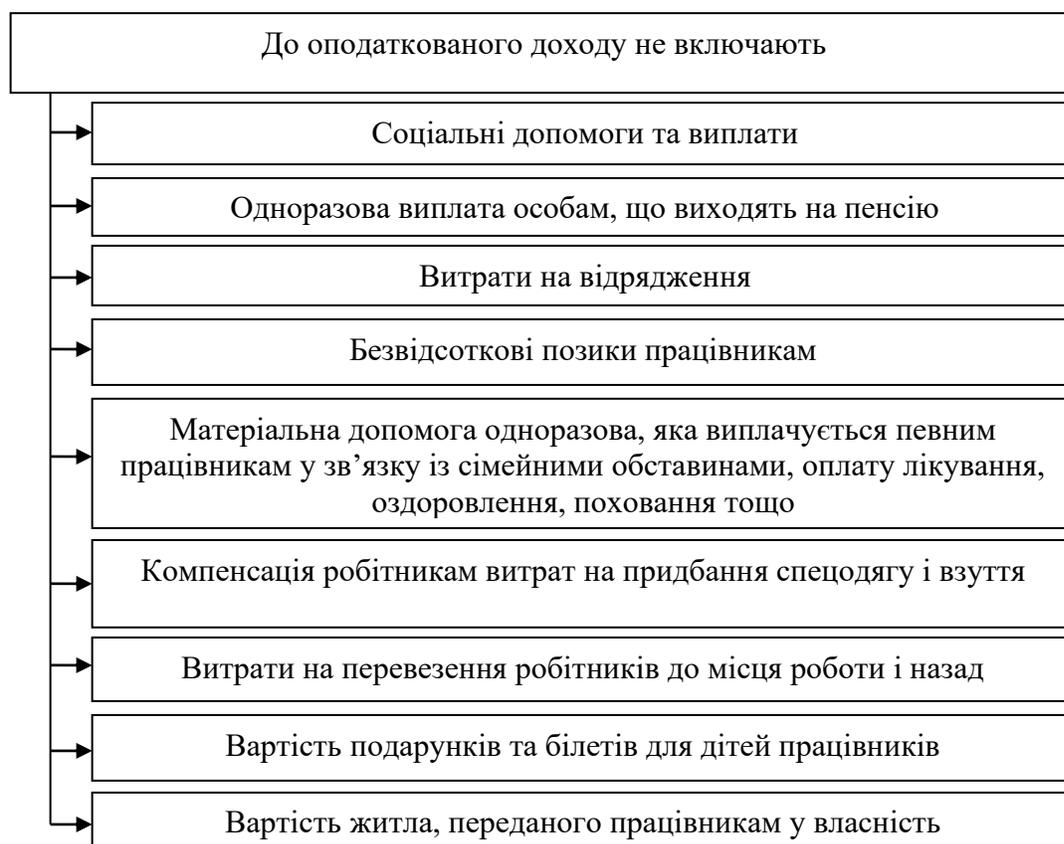 До оподаткованого доходу не включають
Соціальні допомоги та виплати
Одноразова виплата особам, що виходять на пенсію
Витрати на відрядження
Безвідсоткові позики працівникам
Матеріальна допомога одноразова, яка виплачується певним
працівникам у зв’язку із сімейними обставинами, оплату лікування,
оздоровлення, поховання тощо
Компенсація робітникам витрат на придбання спецодягу і взуття
Витрати на перевезення робітників до місця роботи і назад
Вартість подарунків та білетів для дітей працівників
Вартість житла, переданого працівникам у власність